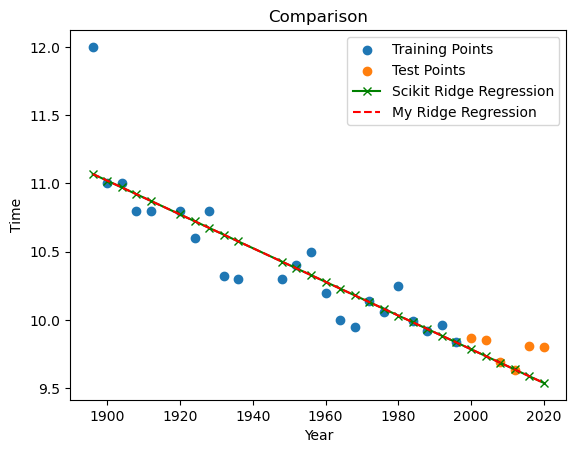 Comparison
Training Points
Test Points
Scikit Ridge Regression
My Ridge Regression
12.0
11.5
11.0
10.5
10.0
9.5
Time
1900
1920
1940
1960
1980
2000
2020
Year